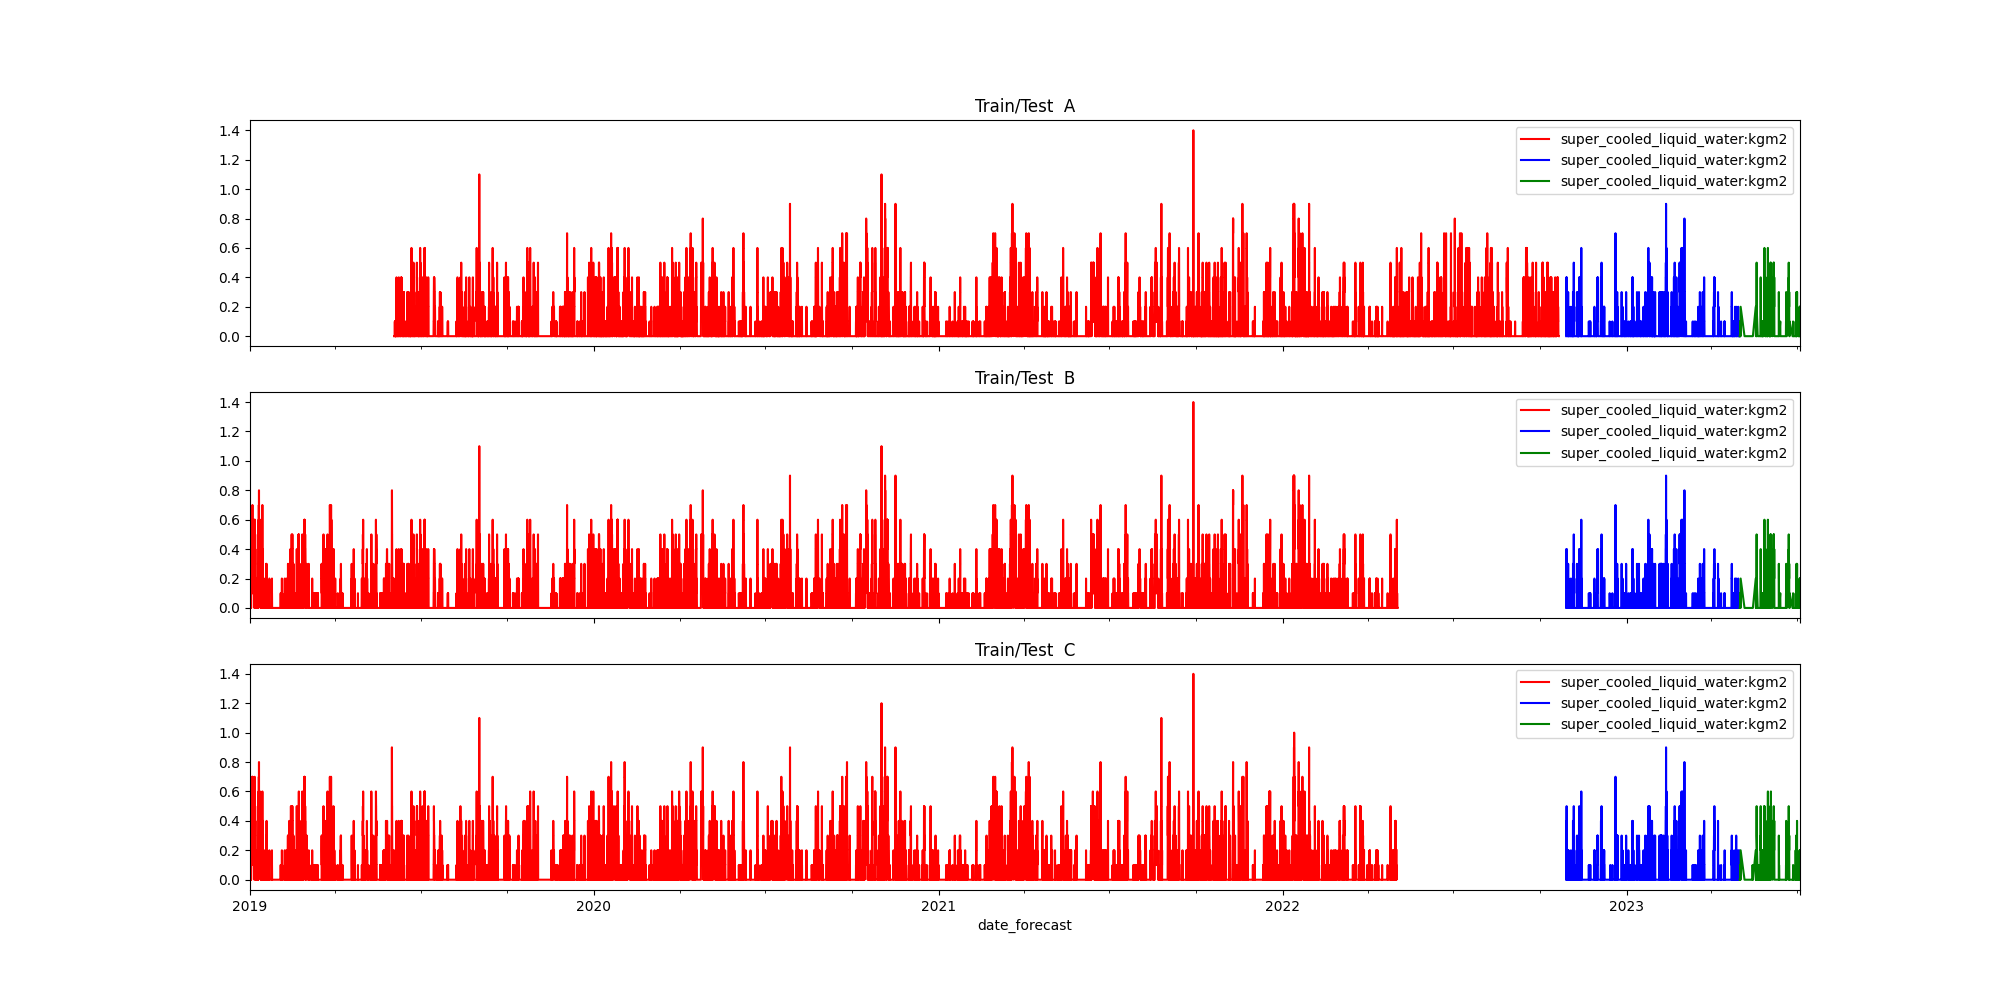 Train/Test  A
1.4
1.2
1.0
0.8
0.6
0.4
0.2
0.0
super_cooled_liquid_water:kgm2
super_cooled_liquid_water:kgm2
super_cooled_liquid_water:kgm2
Train/Test  B
1.4
1.2
1.0
0.8
0.6
0.4
0.2
0.0
super_cooled_liquid_water:kgm2
super_cooled_liquid_water:kgm2
super_cooled_liquid_water:kgm2
Train/Test  C
1.4
1.2
1.0
0.8
0.6
0.4
0.2
0.0
super_cooled_liquid_water:kgm2
super_cooled_liquid_water:kgm2
super_cooled_liquid_water:kgm2
2019 2020 2021 2022 2023
date_forecast